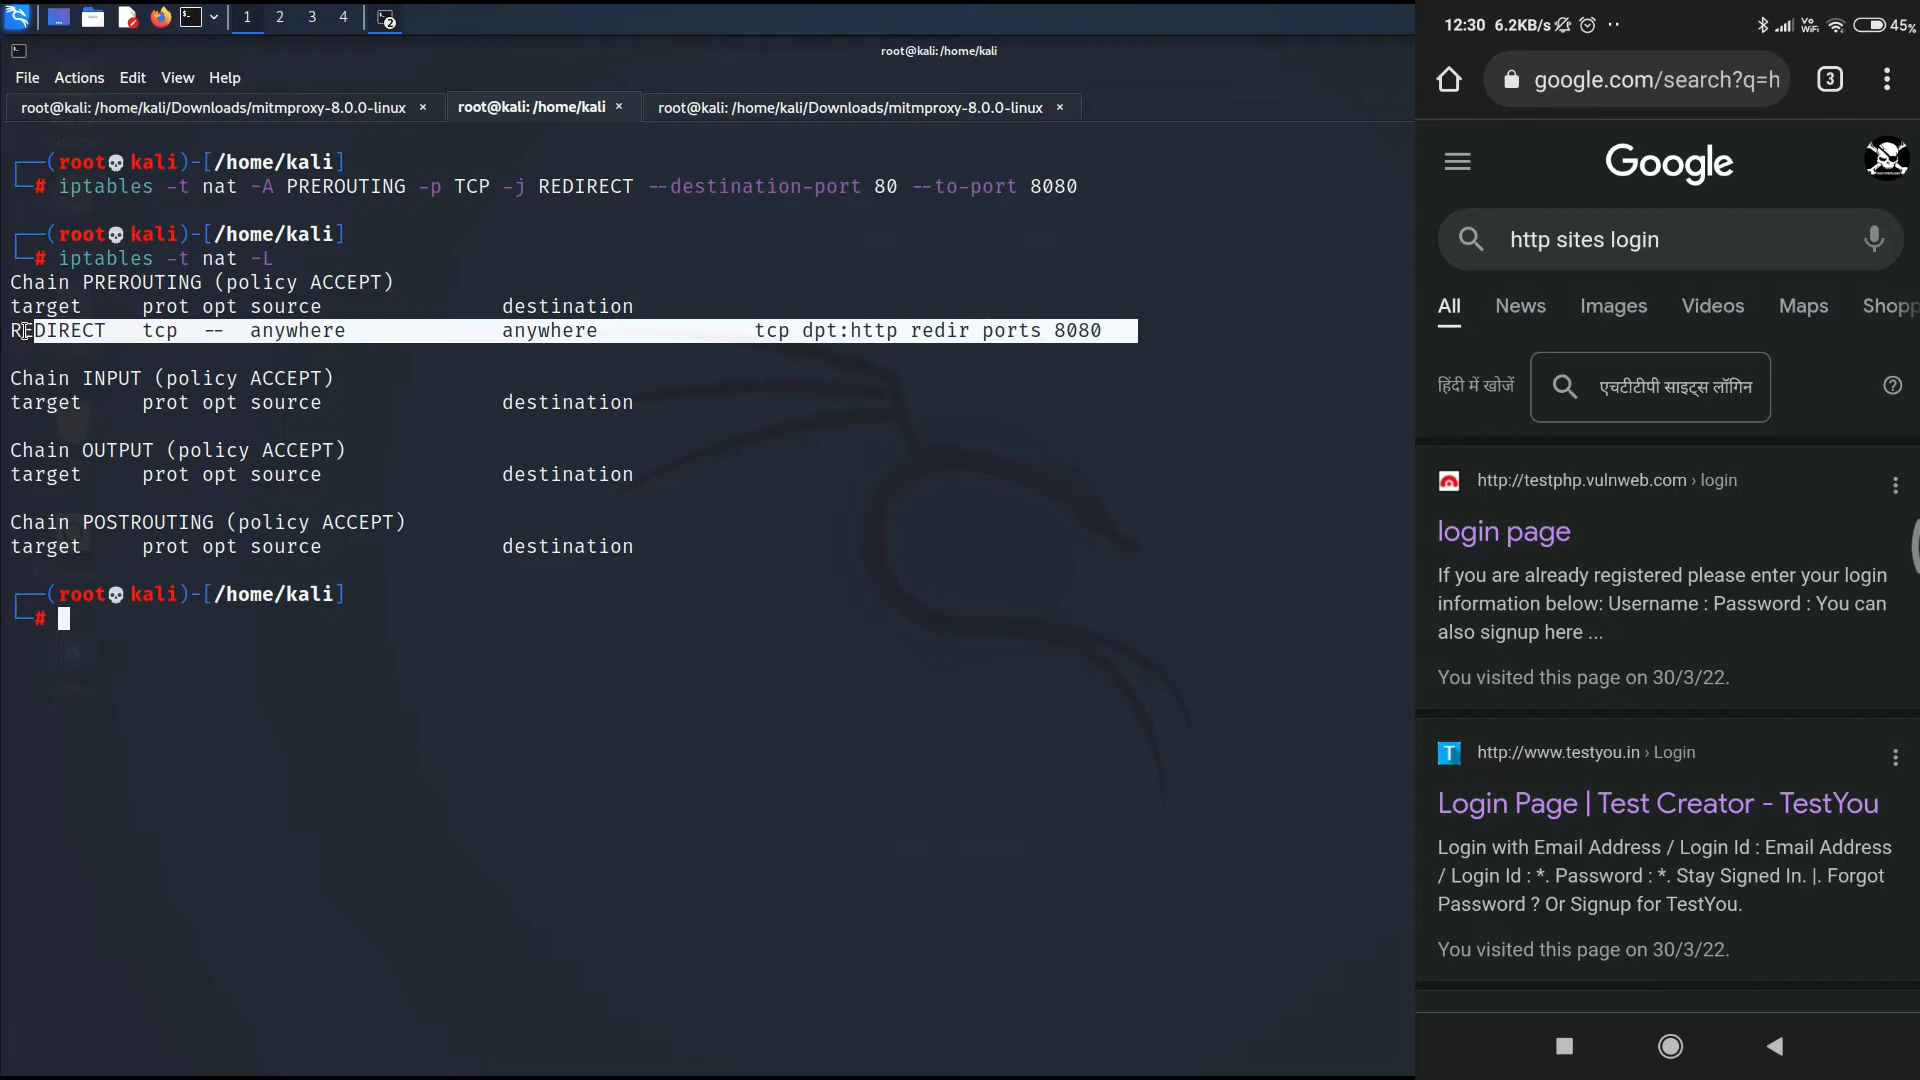 1 2 3 4 2
root@kali: /home/kali
File Actions Edit View Help
root@kali: /home/kali/Downloads/mitmproxy-8.0.0-linux × root@kali: /home/kali × root@kali: /home/kali/Downloads/mitmproxy-8.0.0-linux ×
(root💀kali)-[/home/kali]
# iptables -t nat -A PREROUTING -p TCP -j REDIRECT --destination-port 80 --to-port 8080
(root💀kali)-[/home/kali]
# iptables -t nat -L
Chain PREROUTING (policy ACCEPT)
target prot opt source destination
REDIRECT tcp -- anywhere anywhere tcp dpt:http redir ports 8080
Chain INPUT (policy ACCEPT)
target prot opt source destination
Chain OUTPUT (policy ACCEPT)
target prot opt source destination
Chain POSTROUTING (policy ACCEPT)
target prot opt source destination
(root💀kali)-[/home/kali]
#
12:30 6.2KB/s Vo WiFi 45%
google.com/search?q=h 3
Google
http sites login
All News Images Videos Maps Shopp
हिंदी में खोजें एचटीटीपी साइट्स लॉगिन
http://testphp.vulnweb.com › login
login page
If you are already registered please enter your login
information below: Username : Password : You can
also signup here ...
You visited this page on 30/3/22.
T http://www.testyou.in › Login
Login Page | Test Creator - TestYou
Login with Email Address / Login Id : Email Address
/ Login Id : *. Password : *. Stay Signed In. |. Forgot
Password ? Or Signup for TestYou.
You visited this page on 30/3/22.